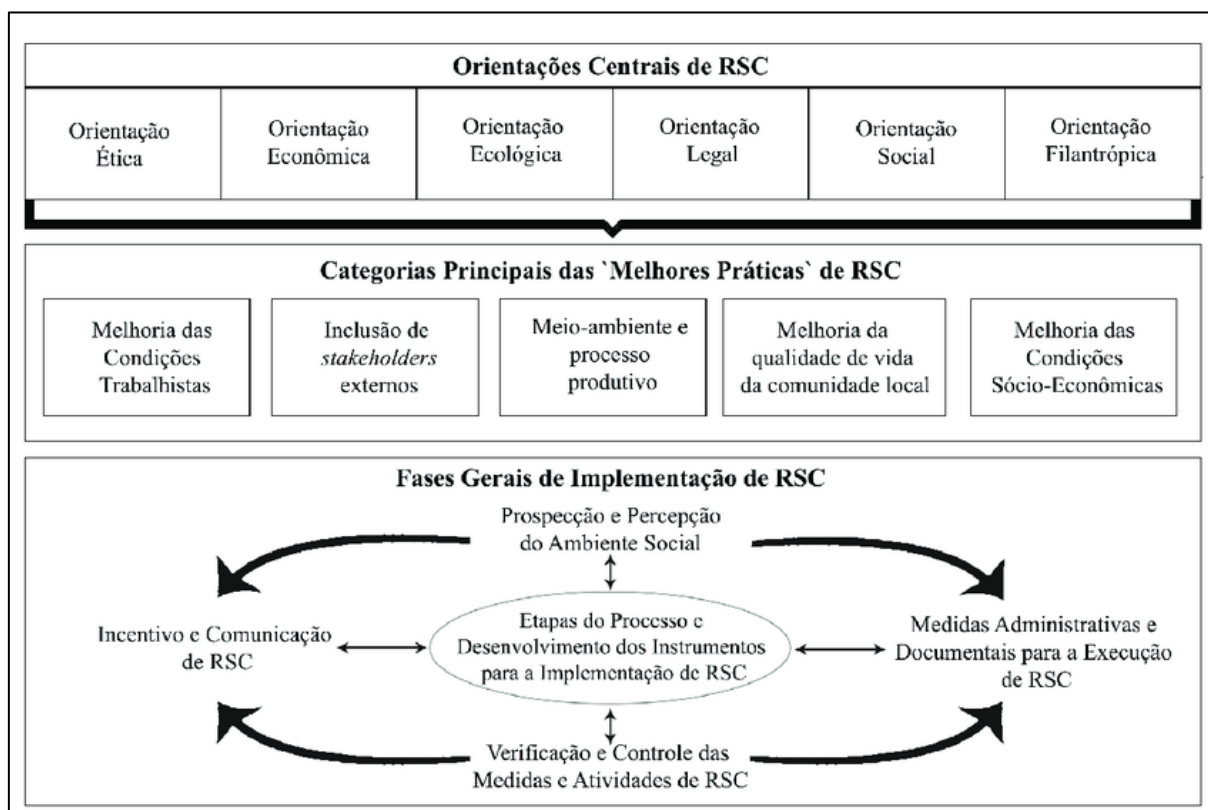 Orientações Centrais de RSC
Orientação
Ética
Orientação
Econômica
Orientação
Ecológica
Orientação
Legal
Orientação
Social
Orientação
Filantrópica
Categorias Principais das `Melhores Práticas` de RSC
Melhoria das
Condições
Trabalhistas
Inclusão de
stakeholders
externos
Meio-ambiente e
processo
produtivo
Melhoria da
qualidade de vida
da comunidade local
Melhoria das
Condições
Sócio-Econômicas
Fases Gerais de Implementação de RSC
Prospecção e Percepção
do Ambiente Social
Incentivo e Comunicação
de RSC
Etapas do Processo e
Desenvolvimento dos Instrumentos
para a Implementação de RSC
Medidas Administrativas e
Documentais para a Execução
de RSC
Verificação e Controle das
Medidas e Atividades de RSC